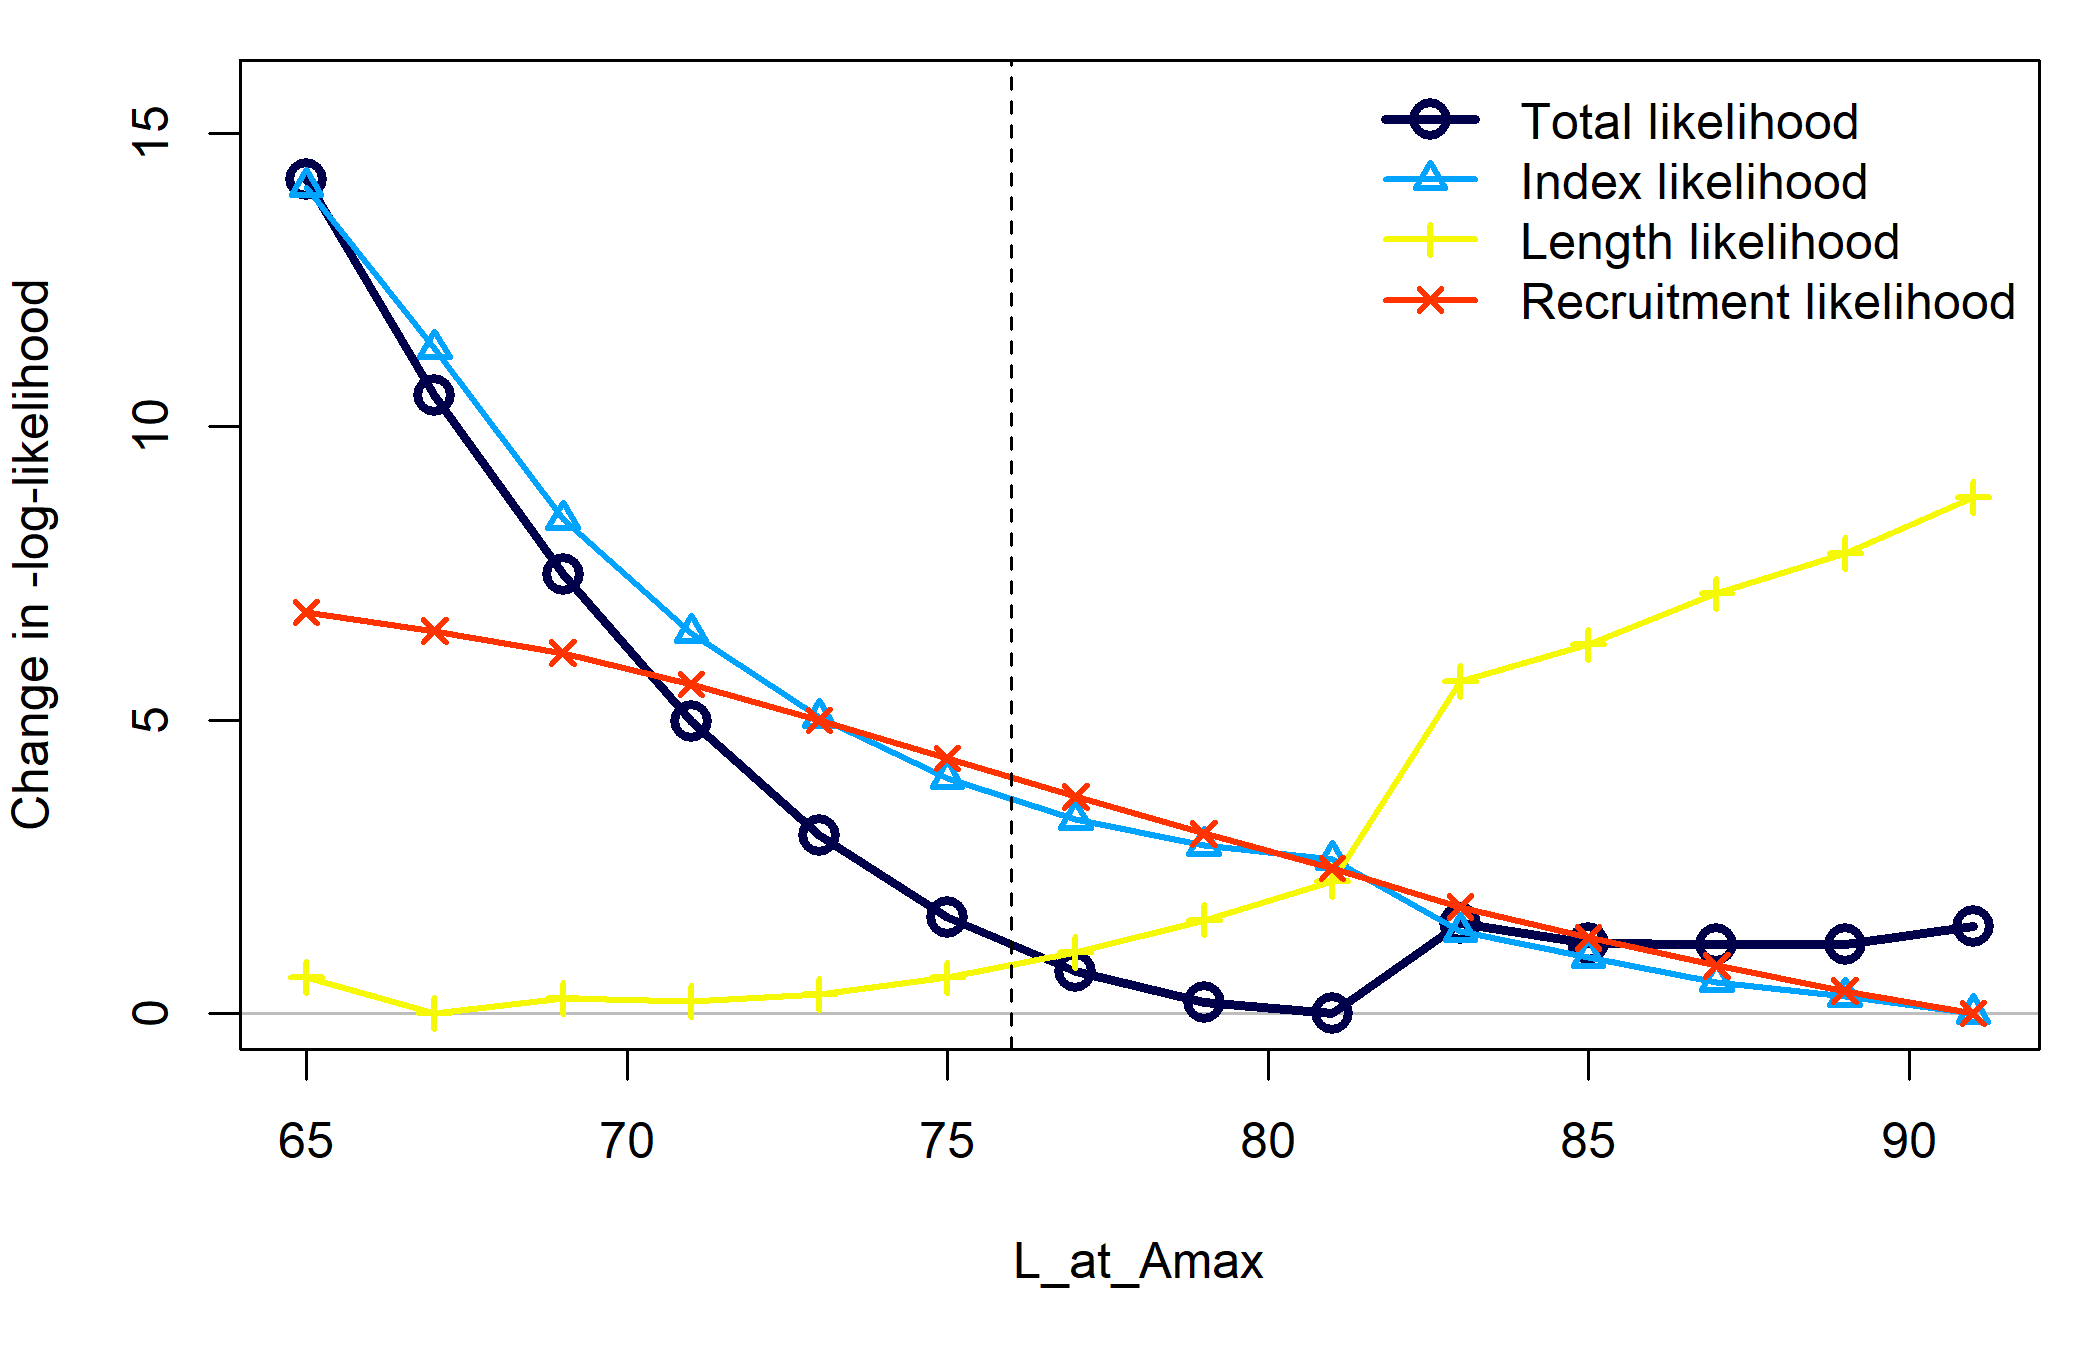 Total likelihood
Index likelihood
Length likelihood
Recruitment likelihood
Change in -log-likelihood
15
10
5
0
65 70 75 80 85 90
L_at_Amax